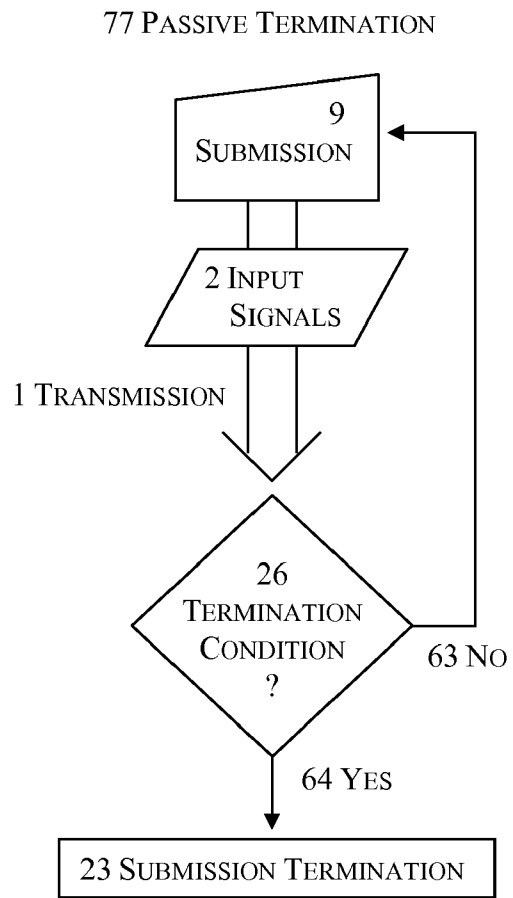 77 PASSIVE TERMINATION
9
SUBMISSION
2 INPUT
SIGNALS
1 TRANSMISSION
26
TERMINATION
CONDITION
?
63 NO
64 YES
23 SUBMISSION TERMINATION